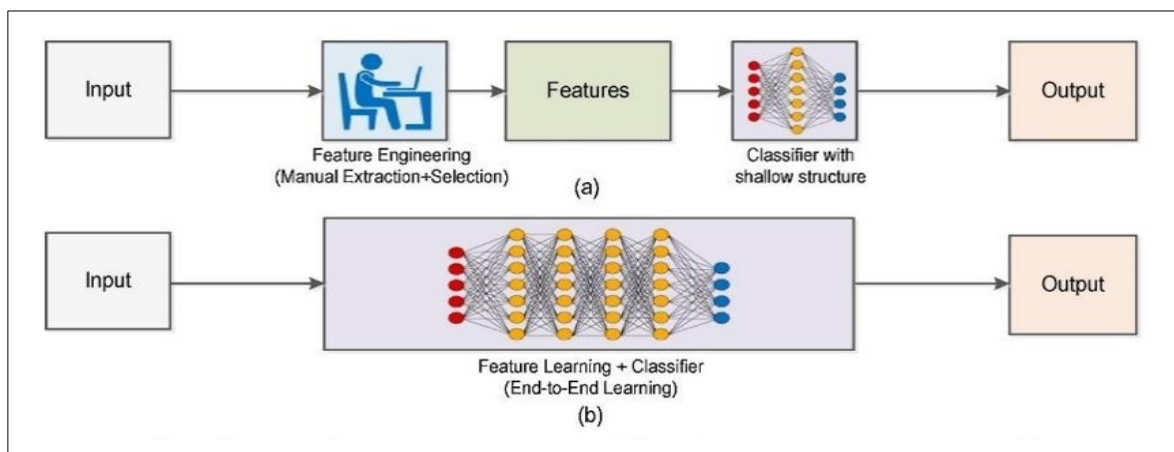 Input
Features
Output
Feature Engineering
(Manual Extraction+Selection)
Classifier with
shallow structure
(a)
Input
Output
Feature Learning + Classifier
(End-to-End Learning)
(b)